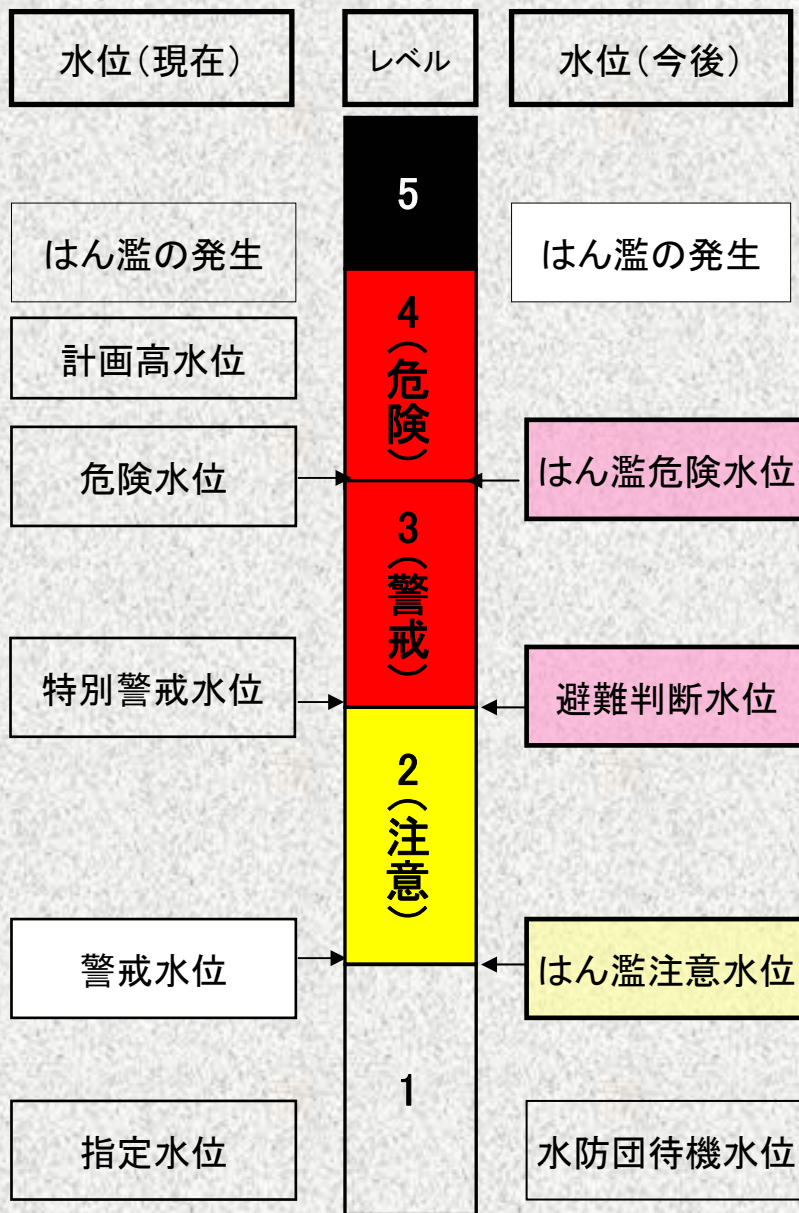 水位(現在)
レベル
水位(今後)
5
はん濫の発生
はん濫の発生
4(危険)
計画高水位
危険水位
はん濫危険水位
3(警戒)
特別警戒水位
避難判断水位
2(注意)
警戒水位
はん濫注意水位
1
指定水位
水防団待機水位